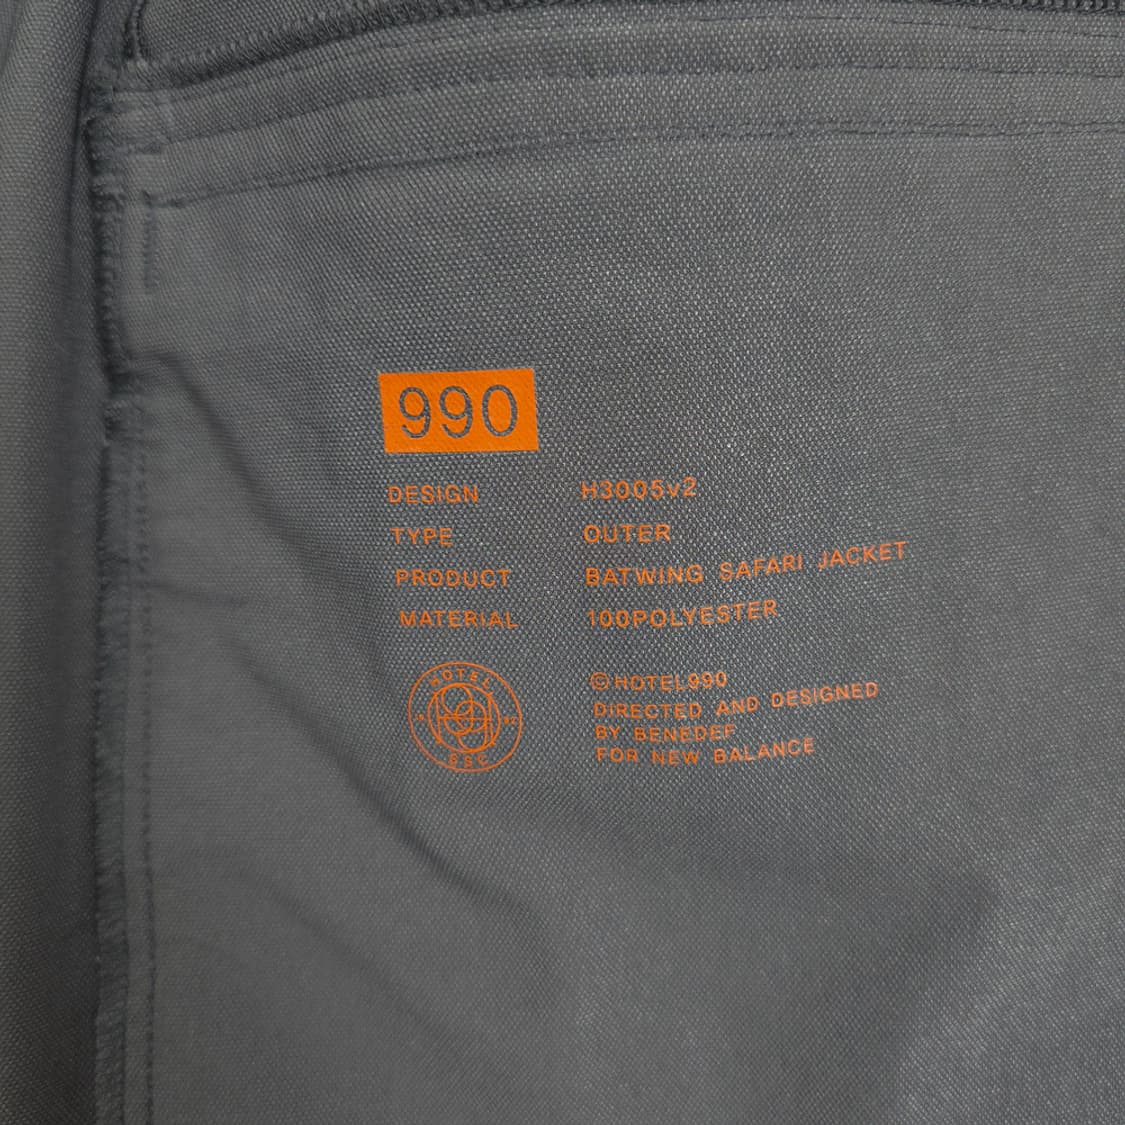 990
DESIGN H3005v2
TYPE OUTER
PRODUCT BATWING SAFARI JACKET
MATERIAL 100POLYESTER
©HOTEL990
DIRECTED AND DESIGNED
BY BENEDEF
FOR NEW BALANCE
HOTEL